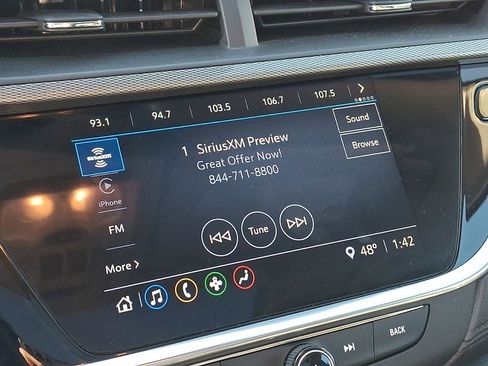 93.1 94.7 103.5 106.7 107.5 >
siriusxm
1 SiriusXM Preview
Great Offer Now!
844-711-8800
Sound
Browse
iPhone
FM
Tune
More >
48° 1:42
BACK